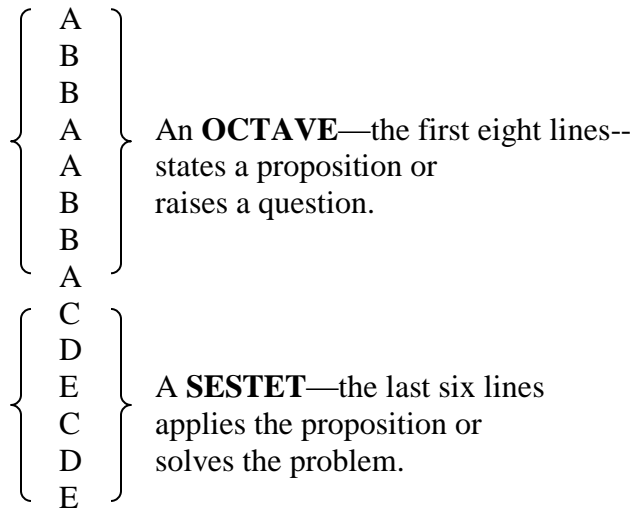 A
B
B
A An OCTAVE—the first eight lines--
A states a proposition or
B raises a question.
B
A
C
D
E A SESTET—the last six lines
C applies the proposition or
D solves the problem.
E